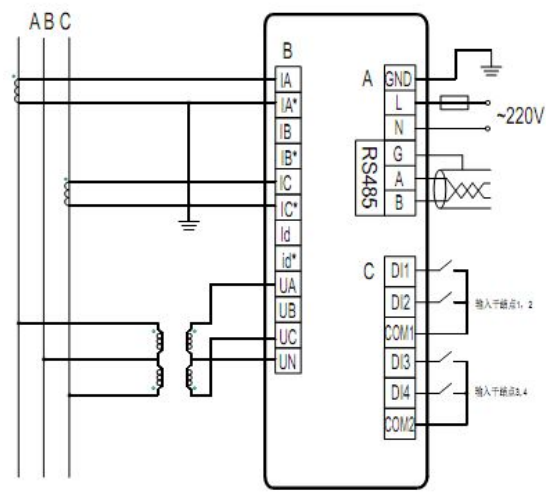 A B C
B
IA
IA*
IB
IB*
IC
IC*
Id
id*
UA
UB
UC
UN
A
GND
L
N
~220V
RS485
G
A
B
C
DI1
DI2
COM1
输入干结点1，2
DI3
DI4
COM2
输入干结点3,4